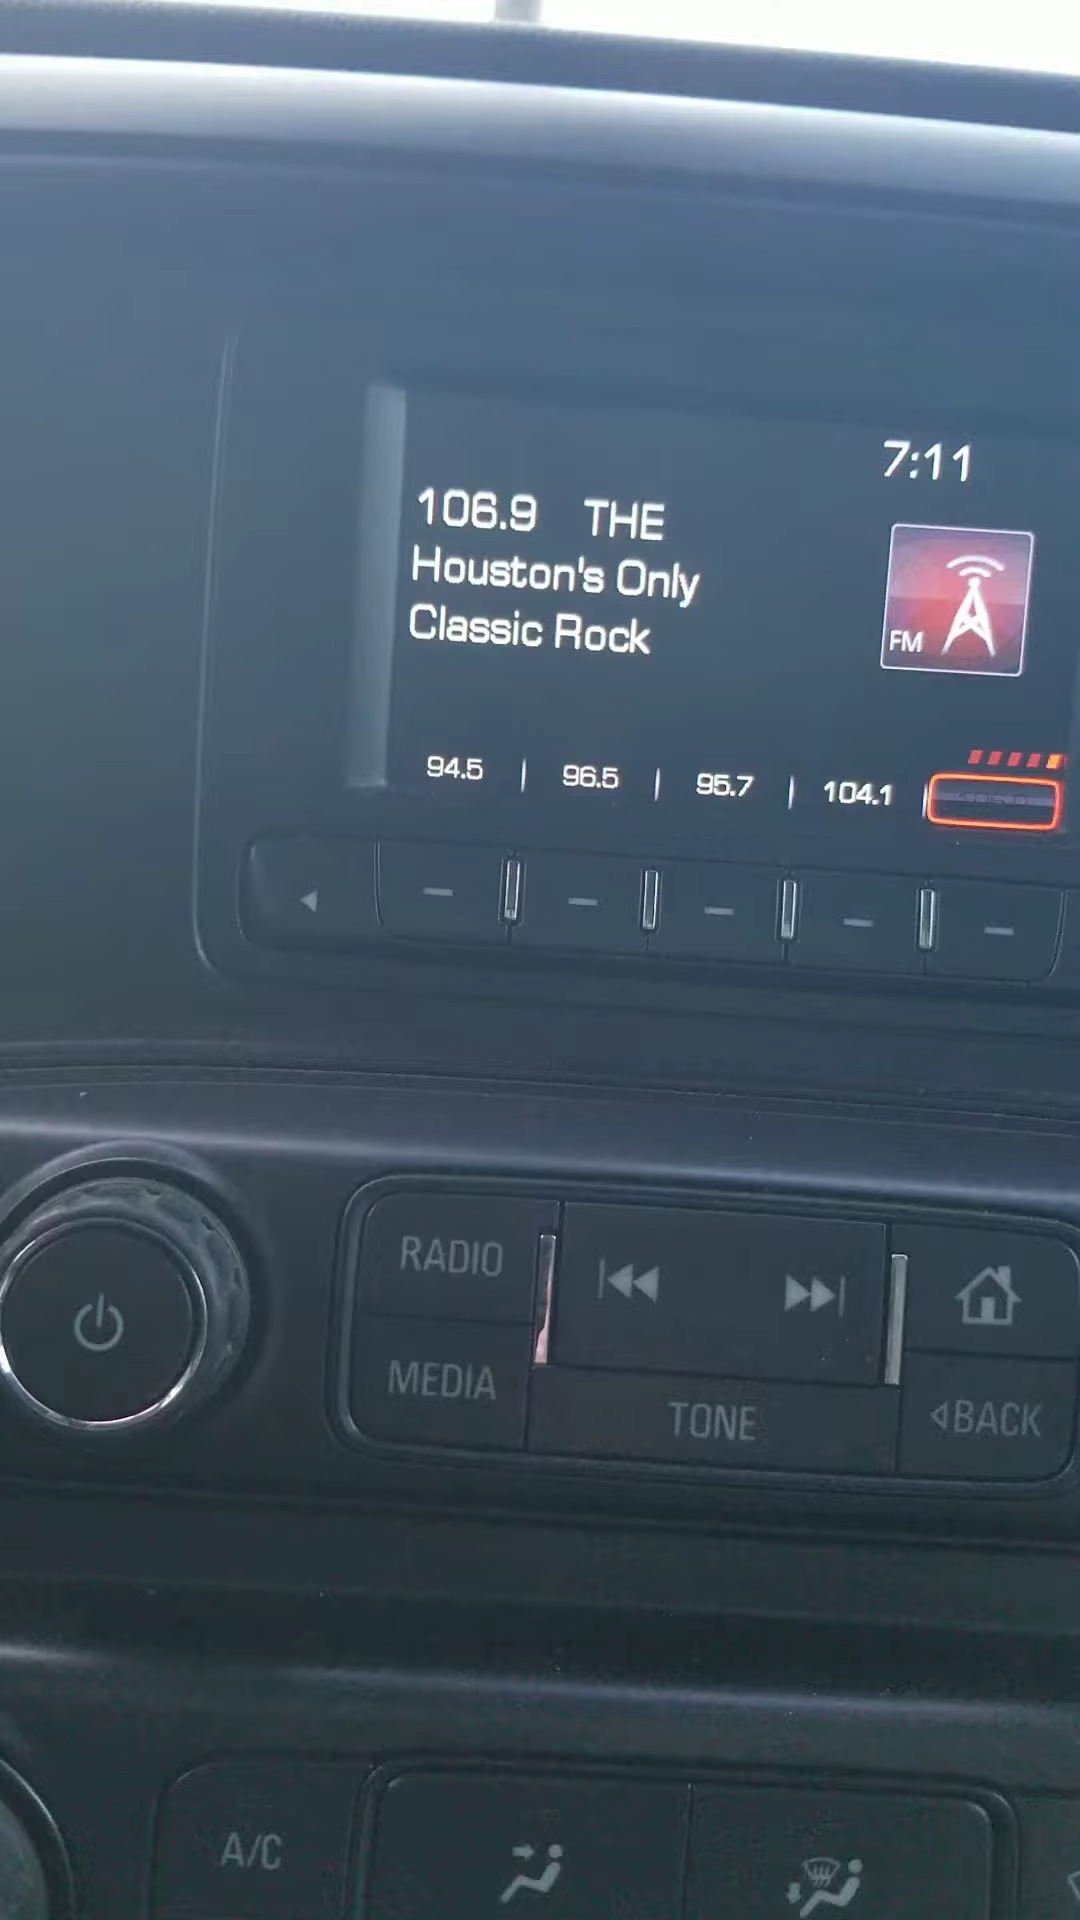 7:11
106.9 THE
Houston's Only
Classic Rock
FM
94.5 | 96.5 | 95.7 | 104.1
RADIO
MEDIA
TONE
BACK
A/C